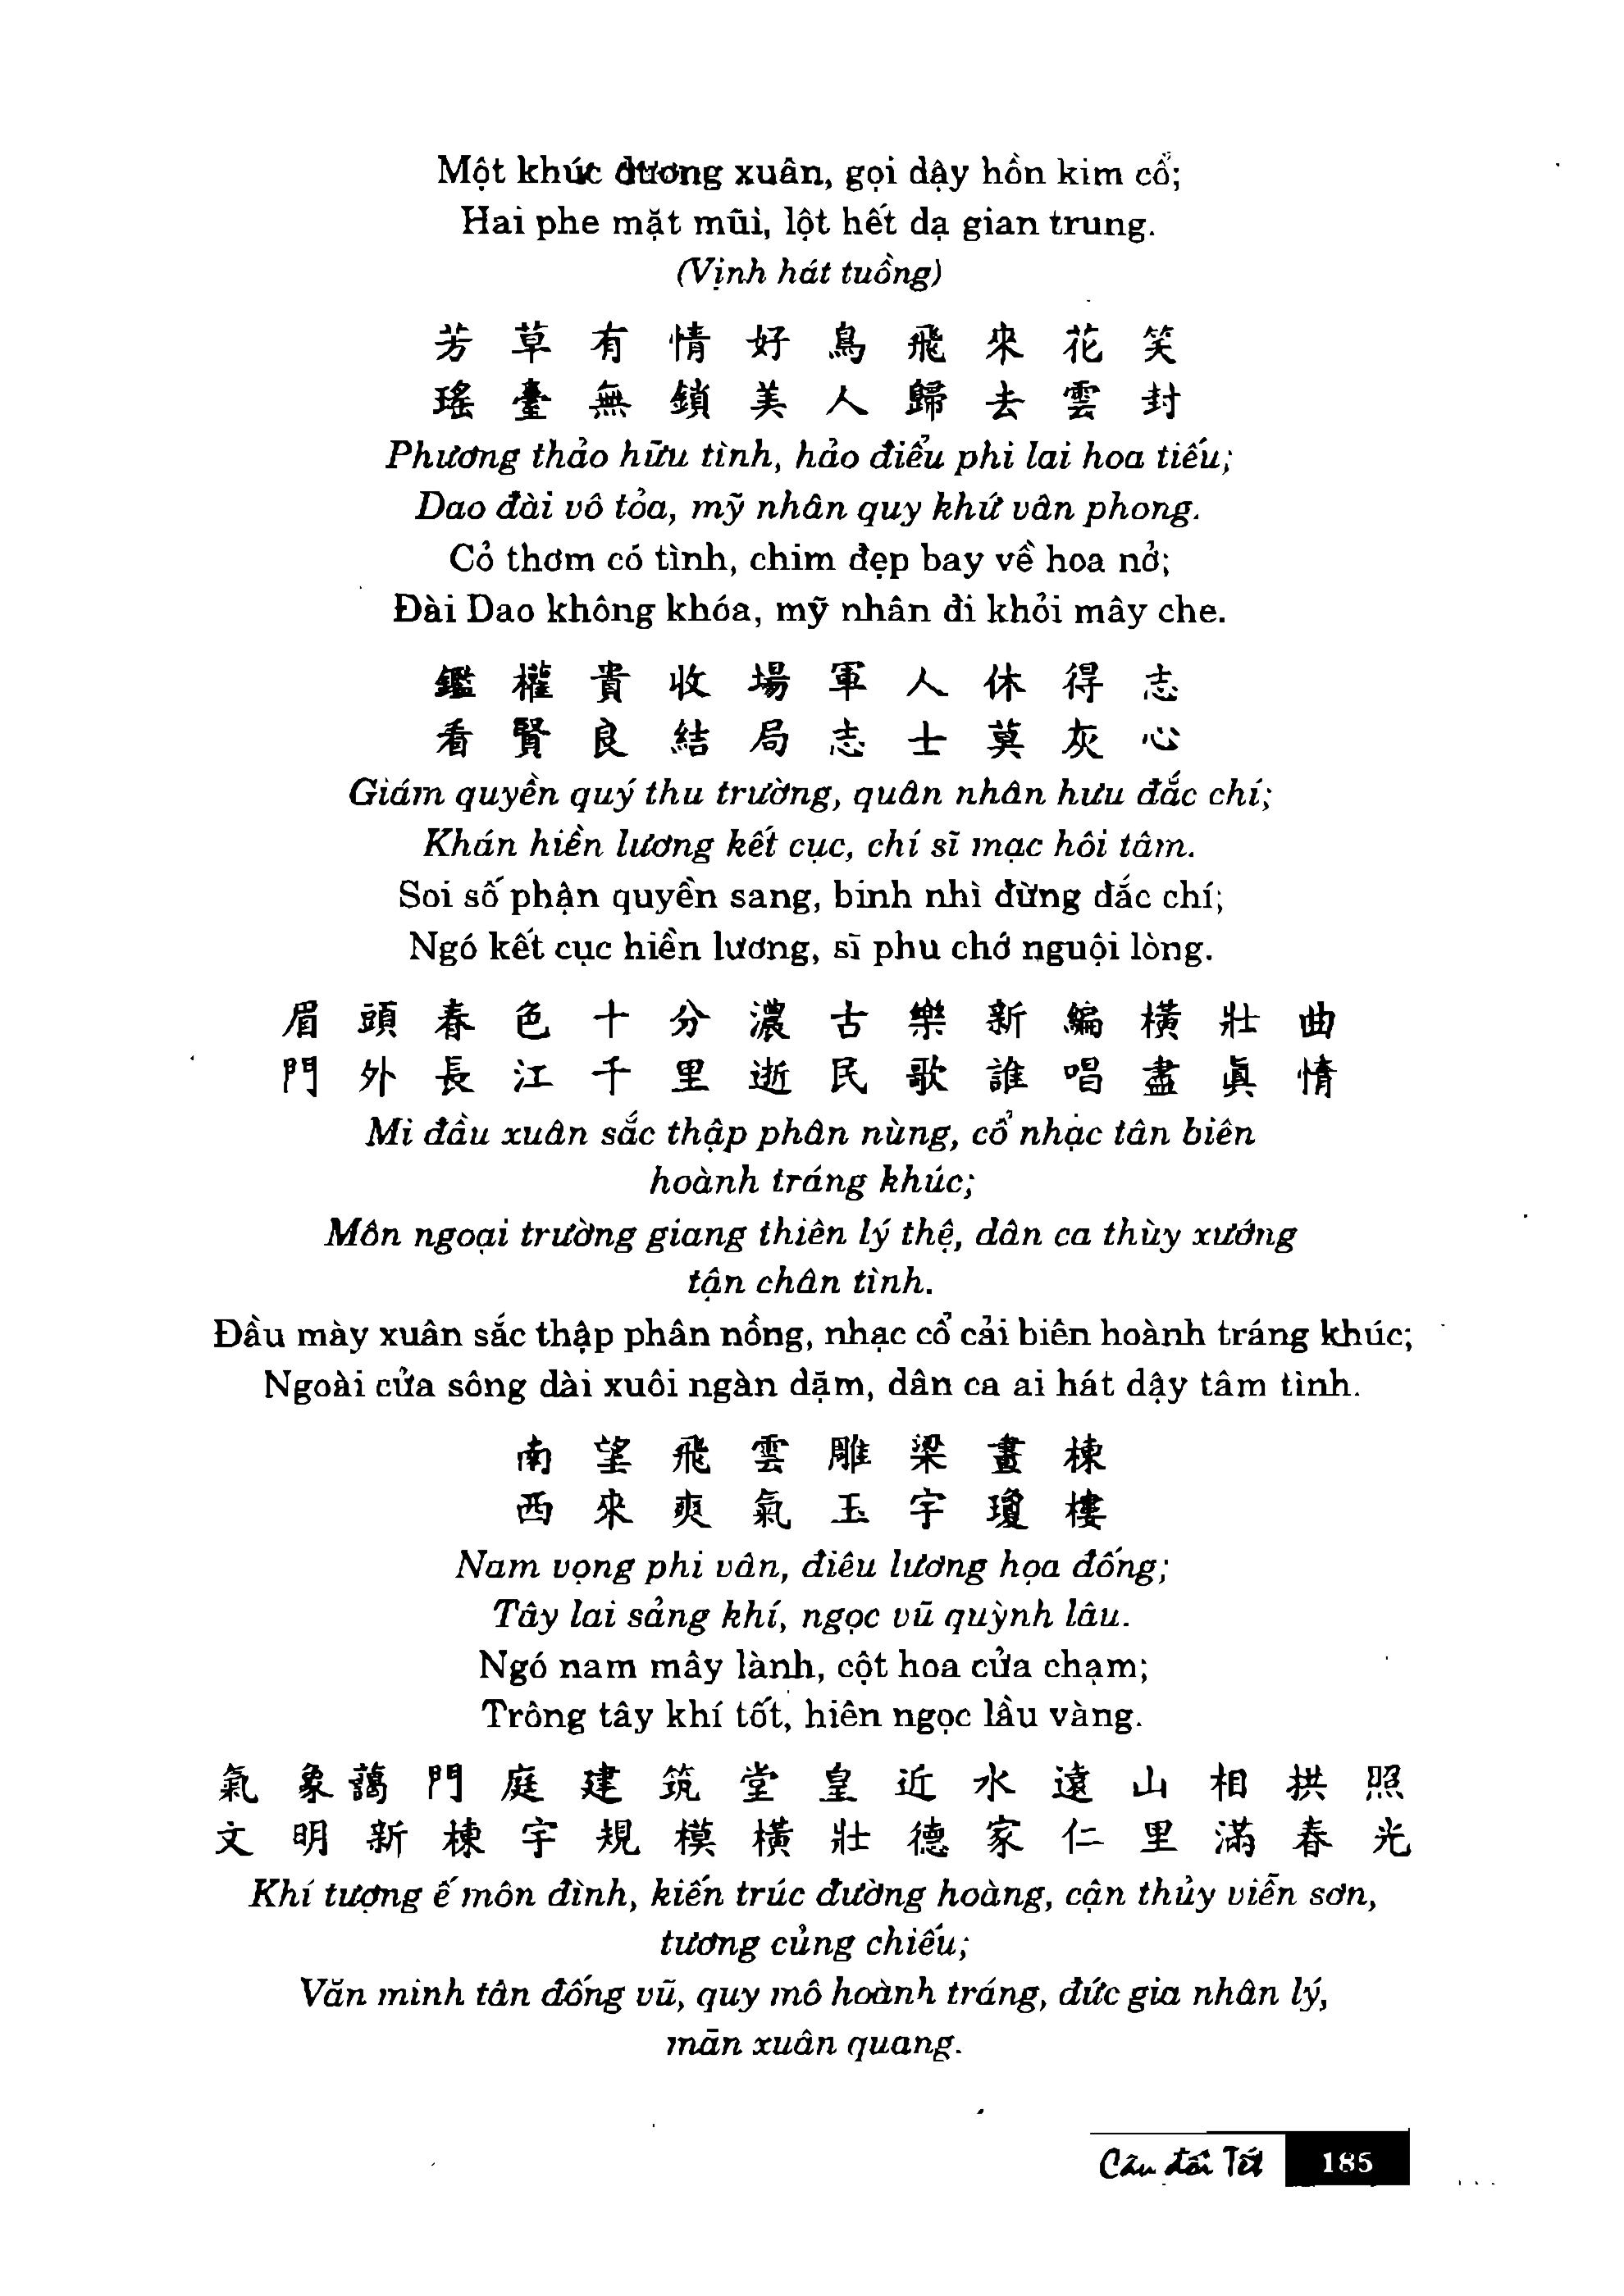 Một khúc đương xuân, gọi dậy hồn kim cổ;
Hai phe mặt mũi, lột hết dạ gian trung.
(Vịnh hát tuồng)
芳草有情好鳥飛來花笑
瑤臺無鎖美人歸去雲封
Phương thảo hữu tình, hảo điểu phi lai hoa tiếu;
Dao đài vô tỏa, mỹ nhân quy khứ vân phong.
Cỏ thơm có tình, chim đẹp bay về hoa nở;
Đài Dao không khóa, mỹ nhân đi khỏi mây che.
鑑權貴收場軍人休得志
看賢良結局志士莫灰心
Giám quyền quý thu trường, quân nhân hưu đắc chí;
Khán hiền lương kết cục, chí sĩ mạc hôi tâm.
Soi số phận quyền sang, binh nhì đừng đắc chí;
Ngó kết cục hiền lương, sĩ phu chớ nguội lòng.
眉頭春色十分濃古樂新編橫壯曲
門外長江千里逝民歌誰唱盡真情
Mi đầu xuân sắc thập phân nùng, cổ nhạc tân biên
hoành tráng khúc;
Môn ngoại trường giang thiên lý thệ, dân ca thùy xướng
tận chân tình.
Đầu mày xuân sắc thập phân nồng, nhạc cổ cải biên hoành tráng khúc;
Ngoài cửa sông dài xuôi ngàn dặm, dân ca ai hát dậy tâm tình.
南望飛雲雕梁畫棟
西來爽氣玉宇瓊樓
Nam vọng phi vân, điêu lương họa đống;
Tây lai sảng khí, ngọc vũ quỳnh lâu.
Ngó nam mây lành, cột hoa cửa chạm;
Trông tây khí tốt, hiên ngọc lầu vàng.
氣象藹門庭建筑堂皇近水遠山相拱照
文明新棟宇規模橫壯德家仁里滿春光
Khí tượng ế môn đình, kiến trúc đường hoàng, cận thủy viễn sơn,
tương củng chiếu;
Văn minh tân đống vũ, quy mô hoành tráng, đức gia nhân lý,
mãn xuân quang.
Câu đối Tết 185